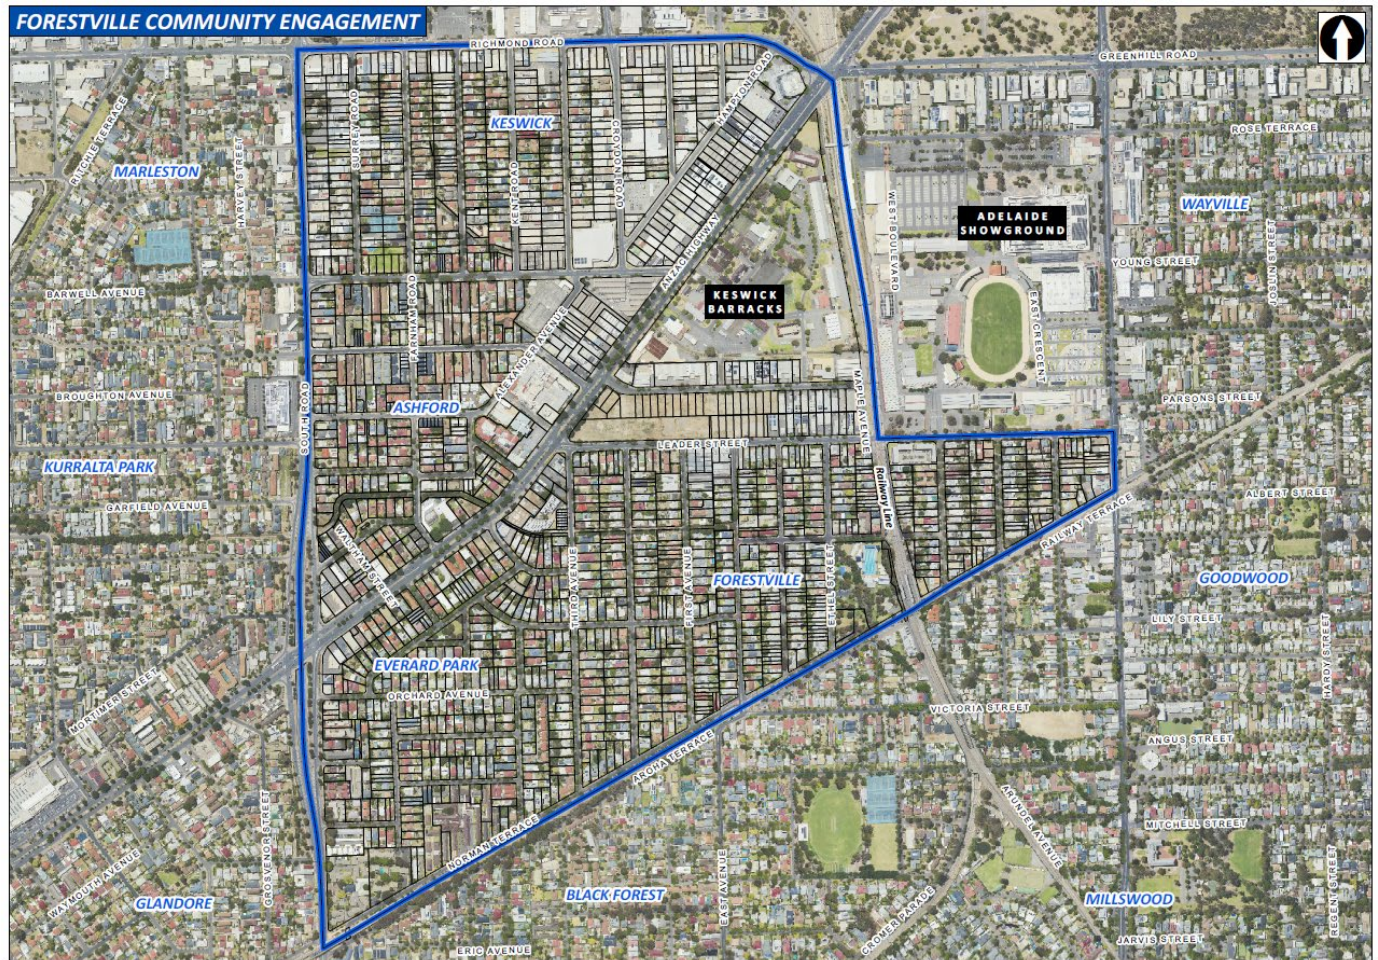 FORESTVILLE COMMUNITY ENGAGEMENT
RICHMOND ROAD
GREENHILL ROAD
RITCHIE TERRACE
SURREY ROAD
KESWICK
HAMPTON ROAD
CROYDON ROAD
ROSE TERRACE
MARLESTON
HARVEY STREET
KENT ROAD
WEST BOULEVARD
ADELAIDE
SHOWGROUND
WAYVILLE
JOSLIN STREET
ANZAC HIGHWAY
YOUNG STREET
BARWELL AVENUE
FARNHAM ROAD
KESWICK
BARRACKS
EAST CRESCENT
ALEXANDER AVENUE
BROUGHTON AVENUE
SOUTH ROAD
ASHFORD
MAPLE AVENUE
PARSONS STREET
LEADER STREET
KURRALTA PARK
Railway Line
GARFIELD AVENUE
ALBERT STREET
RAILWAY TERRACE
WALTHAM STREET
THIRD AVENUE
FIRST AVENUE
FORESTVILLE
ETHEL STREET
GOODWOOD
LILY STREET
HARDY STREET
EVERARD PARK
ORCHARD AVENUE
MORTIMER STREET
VICTORIA STREET
ANGUS STREET
AROHA TERRACE
GROSVENOR STREET
NORMAN TERRACE
ARUNDEL AVENUE
MITCHELL STREET
WAYMOUTH AVENUE
GLANDORE
BLACK FOREST
EAST AVENUE
CROMER PARADE
MILLSWOOD
REGENT STREET
ERIC AVENUE
JARVIS STREET